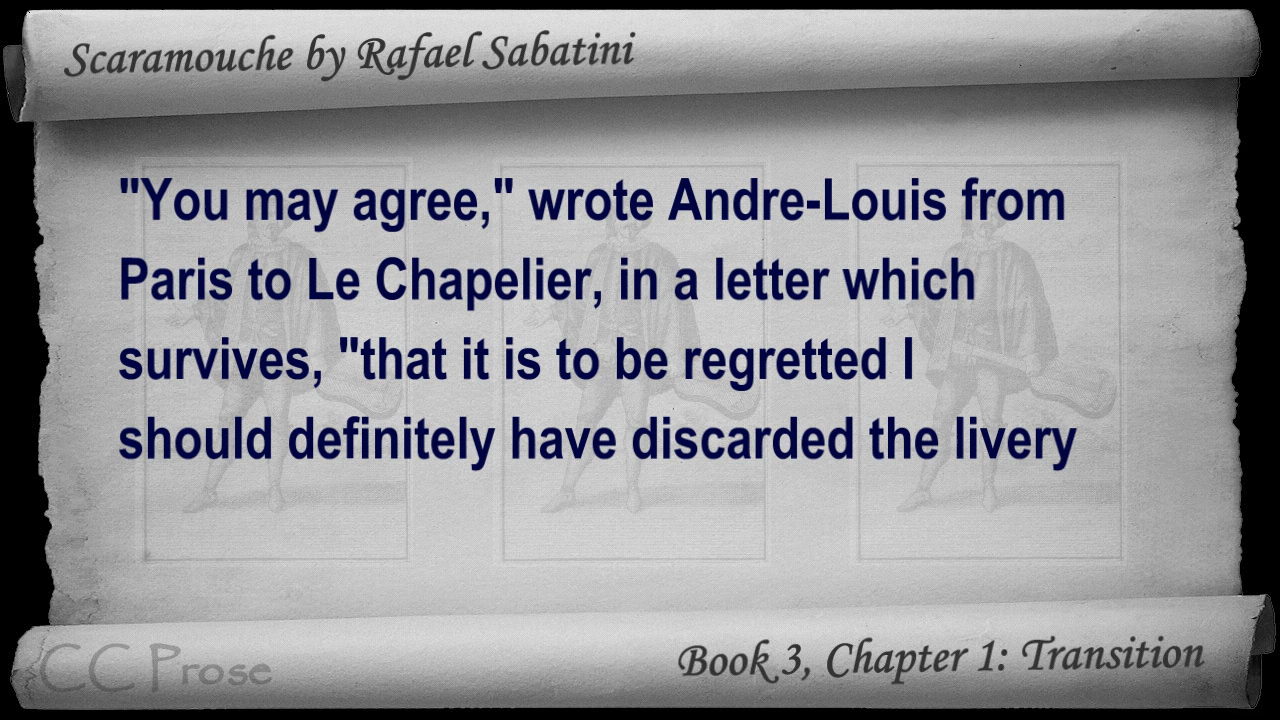 Scaramouche by Rafael Sabatini
"You may agree," wrote Andre-Louis from
Paris to Le Chapelier, in a letter which
survives, "that it is to be regretted I
should definitely have discarded the livery
CC Prose
Book 3, Chapter 1: Transition